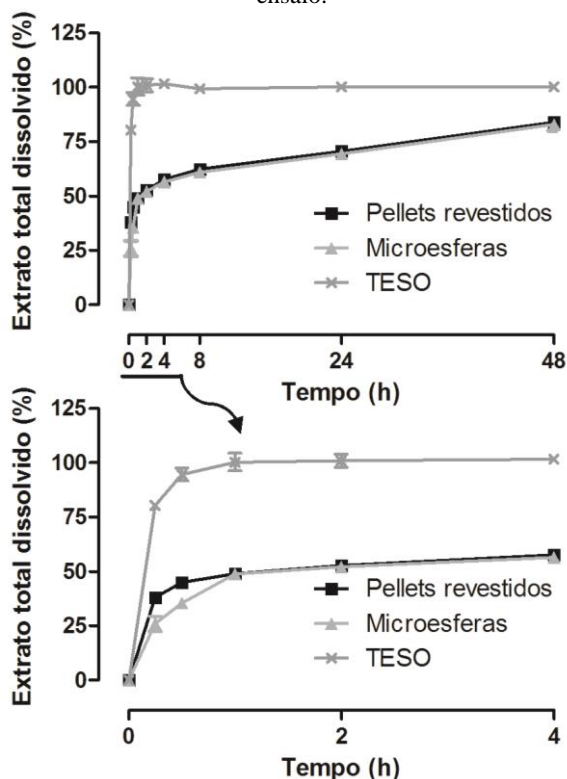 ensaio.
Extrato total dissolvido (%)
125
100
75
50
25
0
Pellets revestidos
Microesferas
TESO
0 2 4 8 24 48
Tempo (h)
Extrato total dissolvido (%)
125
100
75
50
25
0
Pellets revestidos
Microesferas
TESO
0 2 4
Tempo (h)